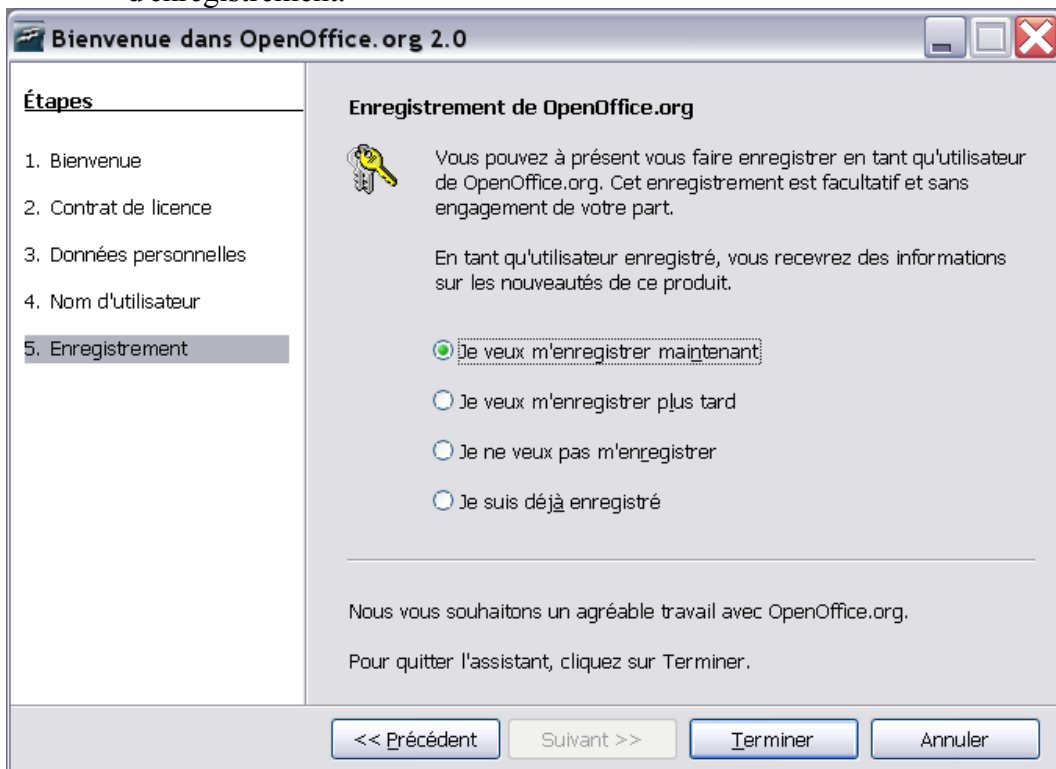 d'enregistrement.
Bienvenue dans OpenOffice.org 2.0
Étapes
1. Bienvenue
2. Contrat de licence
3. Données personnelles
4. Nom d'utilisateur
5. Enregistrement
Enregistrement de OpenOffice.org
Vous pouvez à présent vous faire enregistrer en tant qu'utilisateur
de OpenOffice.org. Cet enregistrement est facultatif et sans
engagement de votre part.
En tant qu'utilisateur enregistré, vous recevrez des informations
sur les nouveautés de ce produit.
Je veux m'enregistrer maintenant
Je veux m'enregistrer plus tard
Je ne veux pas m'enregistrer
Je suis déjà enregistré
Nous vous souhaitons un agréable travail avec OpenOffice.org.
Pour quitter l'assistant, cliquez sur Terminer.
<< Précédent Suivant >> Terminer Annuler